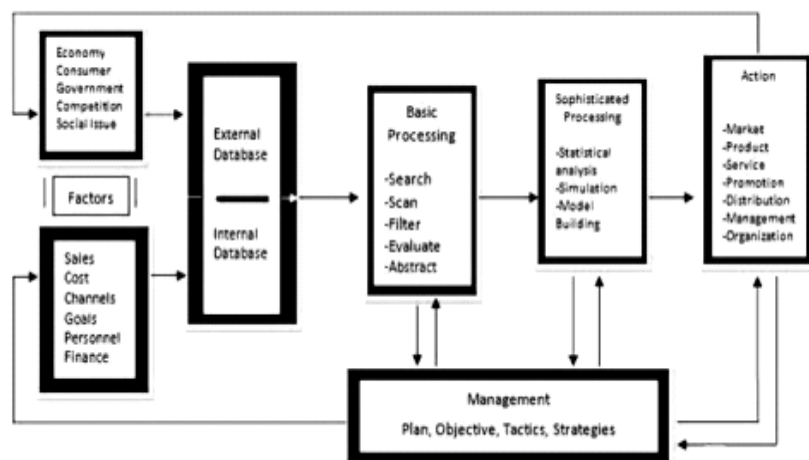 Economy
Consumer
Government
Competition
Social Issue
Factors
Sales
Cost
Channels
Goals
Personnel
Finance
External
Database
Internal
Database
Basic
Processing
-Search
-Scan
-Filter
-Evaluate
-Abstract
Sophisticated
Processing
-Statistical
analysis
-Simulation
-Model
Building
Action
-Market
-Product
-Service
-Promotion
-Distribution
-Management
-Organization
Management
Plan, Objective, Tactics, Strategies